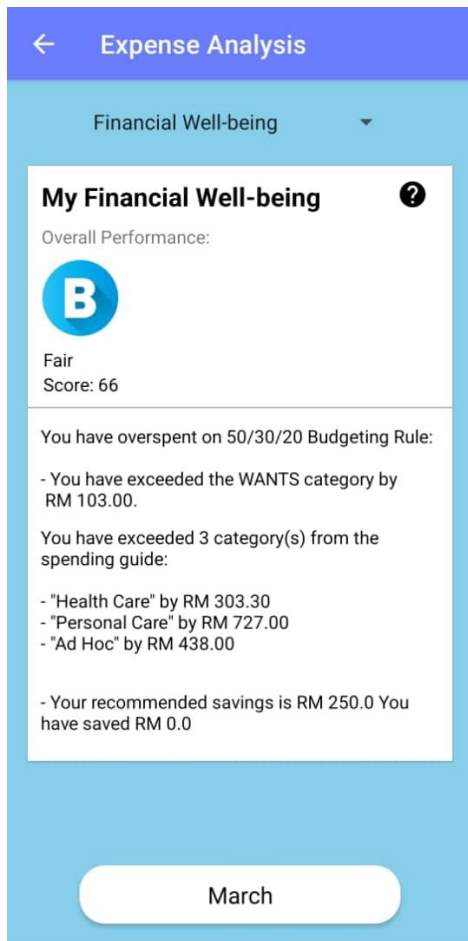 Expense Analysis
Financial Well-being
My Financial Well-being
Overall Performance:
B
Fair
Score: 66
You have overspent on 50/30/20 Budgeting Rule:
- You have exceeded the WANTS category by
RM 103.00.
You have exceeded 3 category(s) from the
spending guide:
- "Health Care" by RM 303.30
- "Personal Care" by RM 727.00
- "Ad Hoc" by RM 438.00
- Your recommended savings is RM 250.0 You
have saved RM 0.0
March